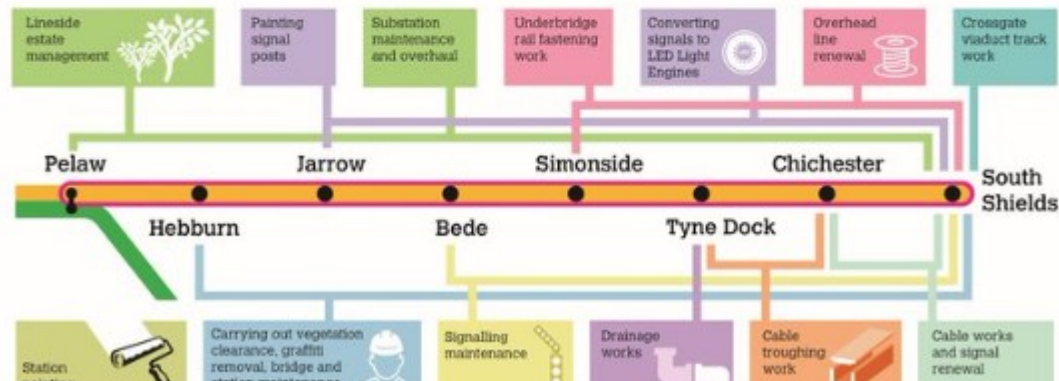 Lineside
estate
management
Painting
signal
posts
Substation
maintenance
and overhaul
Underbridge
rail fastening
work
Converting
signals to
LED Light
Engines
Overhead
line
renewal
Crossgate
viaduct track
work
Pelaw
Jarrow
Simonside
Chichester
South
Shields
Hebburn
Bede
Tyne Dock
Station
Carrying out vegetation
clearance, graffiti
removal, bridge and
station maintenance
Signalling
maintenance
Drainage
works
Cable
troughing
work
Cable works
and signal
renewal